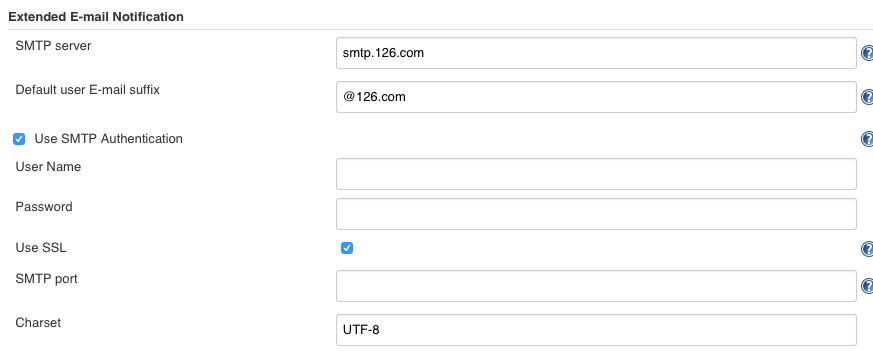 Extended E-mail Notification
SMTP server
smtp.126.com
Default user E-mail suffix
@126.com
Use SMTP Authentication
User Name
Password
Use SSL
SMTP port
Charset
UTF-8